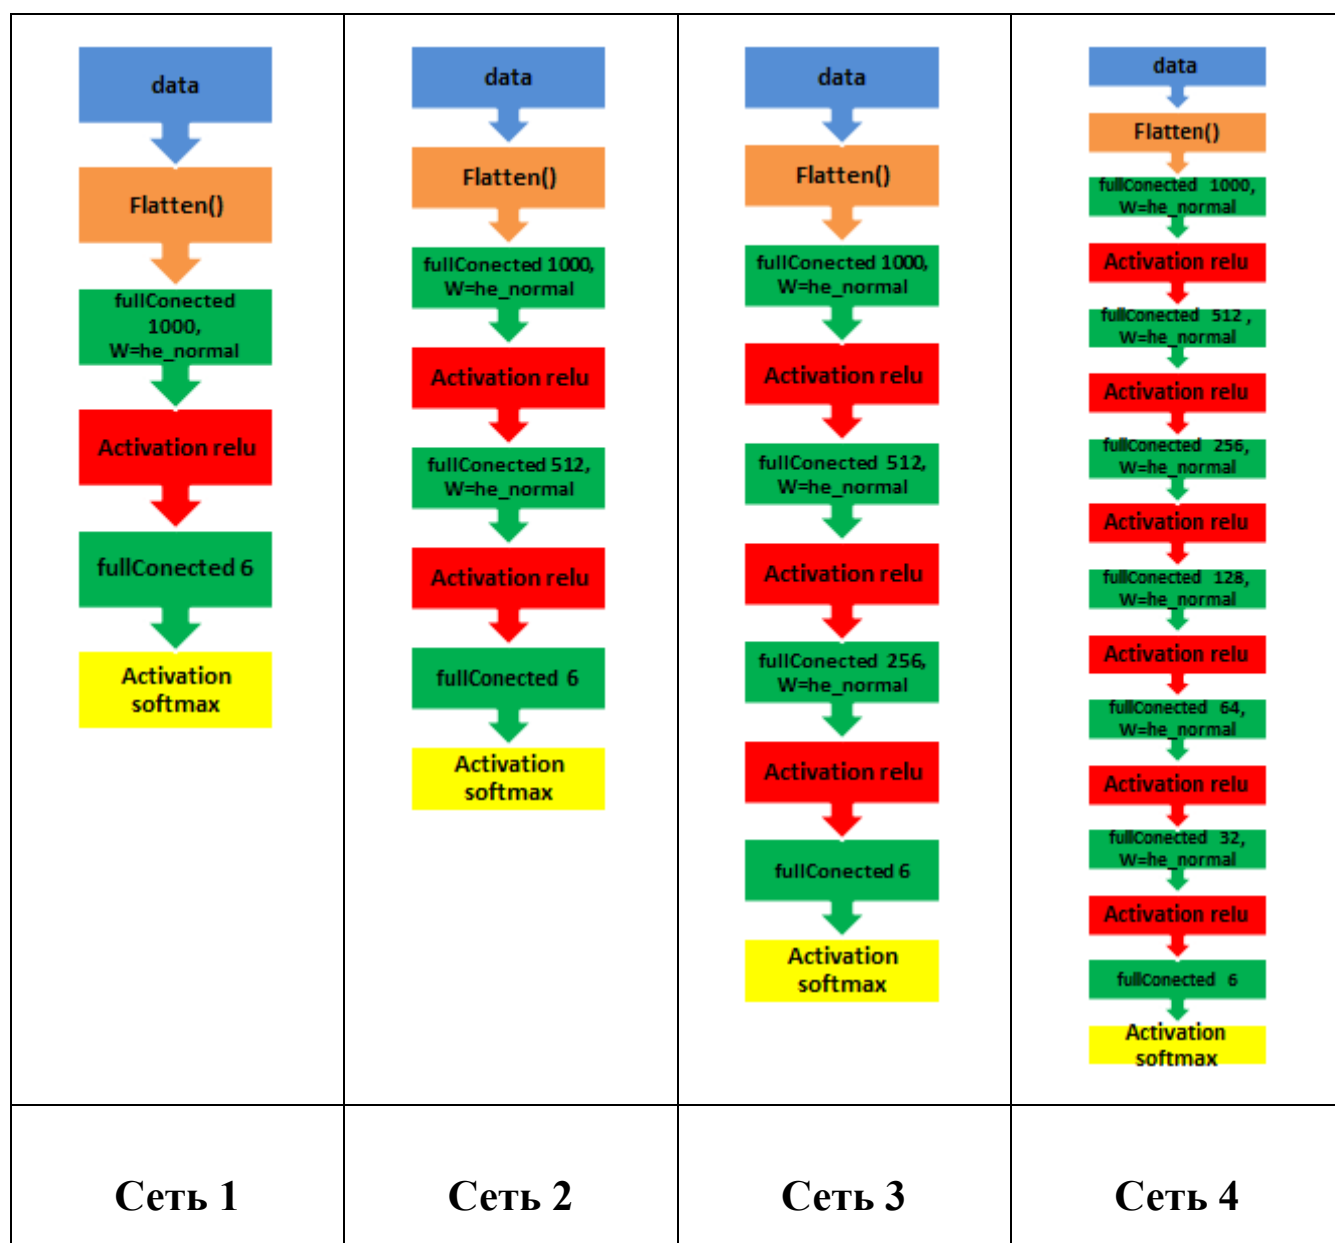 data
Flatten()
fullConected
1000,
W=he_normal
Activation relu
fullConected 6
Activation
softmax
data
Flatten()
fullConected 1000,
W=he_normal
Activation relu
fullConected 512,
W=he_normal
Activation relu
fullConected 6
Activation
softmax
data
Flatten()
fullConected 1000,
W=he_normal
Activation relu
fullConected 512,
W=he_normal
Activation relu
fullConected 256,
W=he_normal
Activation relu
fullConected 6
Activation
softmax
data
Flatten()
fullConected 1000,
W=he_normal
Activation relu
fullConected 512 ,
W=he_normal
Activation relu
fullConected 256,
W=he_normal
Activation relu
fullConected 128,
W=he_normal
Activation relu
fullConected 64,
W=he_normal
Activation relu
fullConected 32,
W=he_normal
Activation relu
fullConected 6
Activation
softmax
Сеть 1
Сеть 2
Сеть 3
Сеть 4